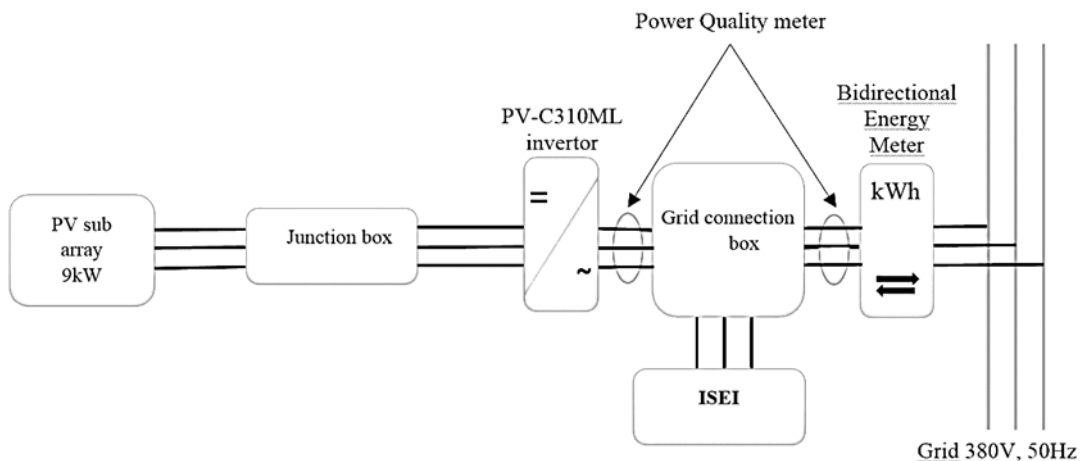 Power Quality meter
Bidirectional
Energy
Meter
PV-C310ML
invertor
kWh
PV sub
array
9kW
Junction box
=
~
Grid connection
box
ISEI
Grid 380V, 50Hz